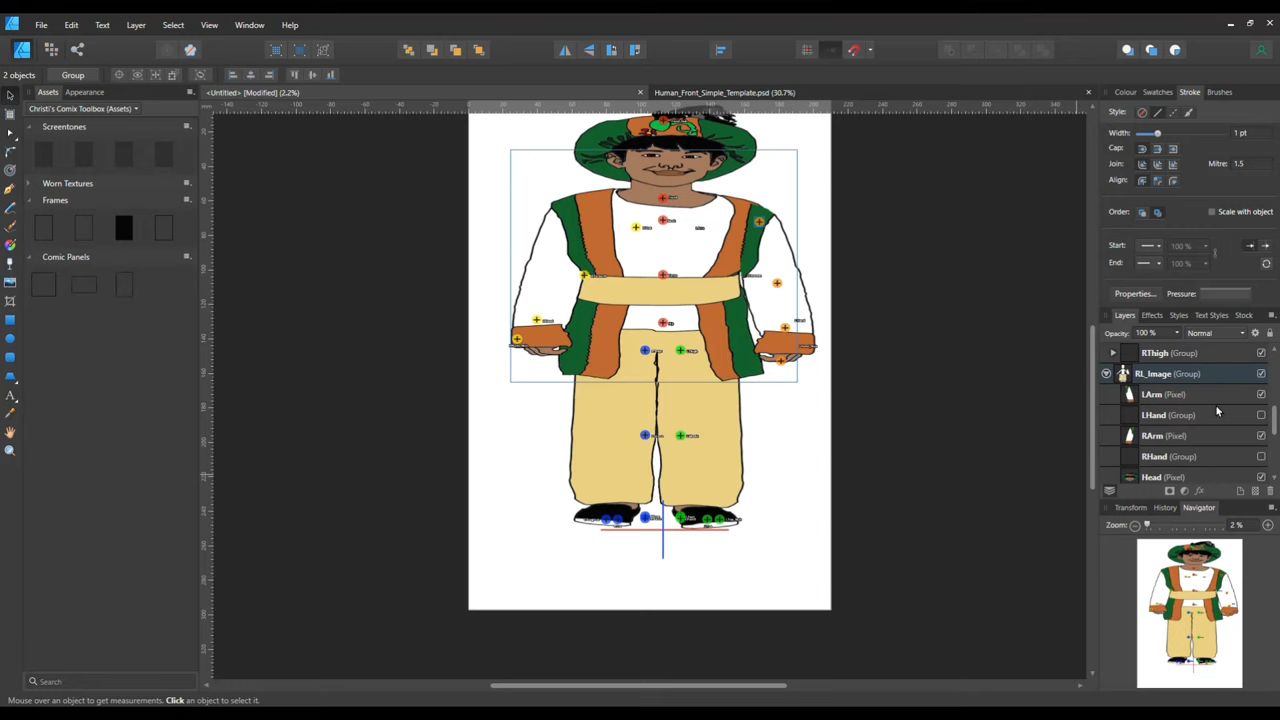 File Edit Text Layer Select View Window Help
2 objects Group
Assets Appearance
Christi's Comix Toolbox (Assets)
Screentones
Worn Textures
Frames
Comic Panels
Search
<Untitled> [Modified] (2.2%)
Human_Front_Simple_Template.psd (30.7%)
Colour Swatches Stroke Brushes
Style:
Width: 1 pt
Cap:
Join: Mitre: 1.5
Align:
Order: Scale with object
Start: 100 %
End: 100 %
Properties... Pressure:
Layers Effects Styles Text Styles Stock
Opacity: 100 % Normal
RThigh (Group)
RL_Image (Group)
LArm (Pixel)
LHand (Group)
RArm (Pixel)
RHand (Group)
Head (Pixel)
Transform History Navigator
Zoom: 2 %
Mouse over an object to get measurements. Click an object to select it.